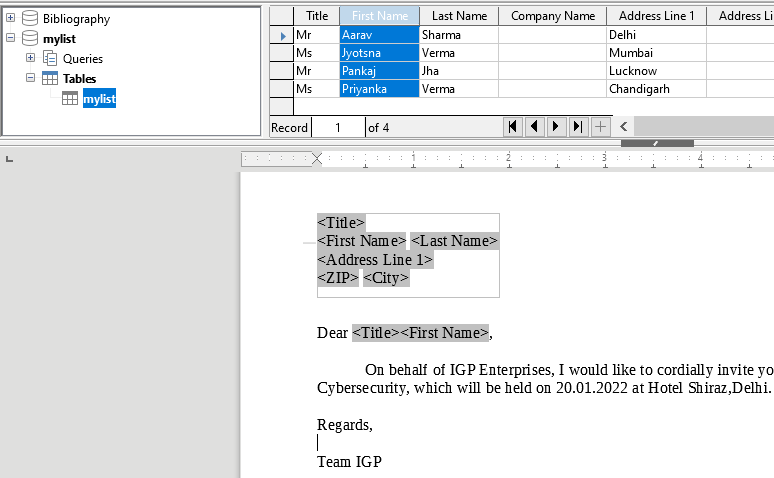 Bibliography
mylist
Queries
Tables
mylist
Title First Name Last Name Company Name Address Line 1 Address Li
Mr Aarav Sharma Delhi
Ms Jyotsna Verma Mumbai
Mr Pankaj Jha Lucknow
Ms Priyanka Verma Chandigarh
Record 1 of 4
1 2 3 4
<Title>
<First Name> <Last Name>
<Address Line 1>
<ZIP> <City>
Dear <Title><First Name>,
On behalf of IGP Enterprises, I would like to cordially invite yo
Cybersecurity, which will be held on 20.01.2022 at Hotel Shiraz,Delhi.
Regards,
Team IGP